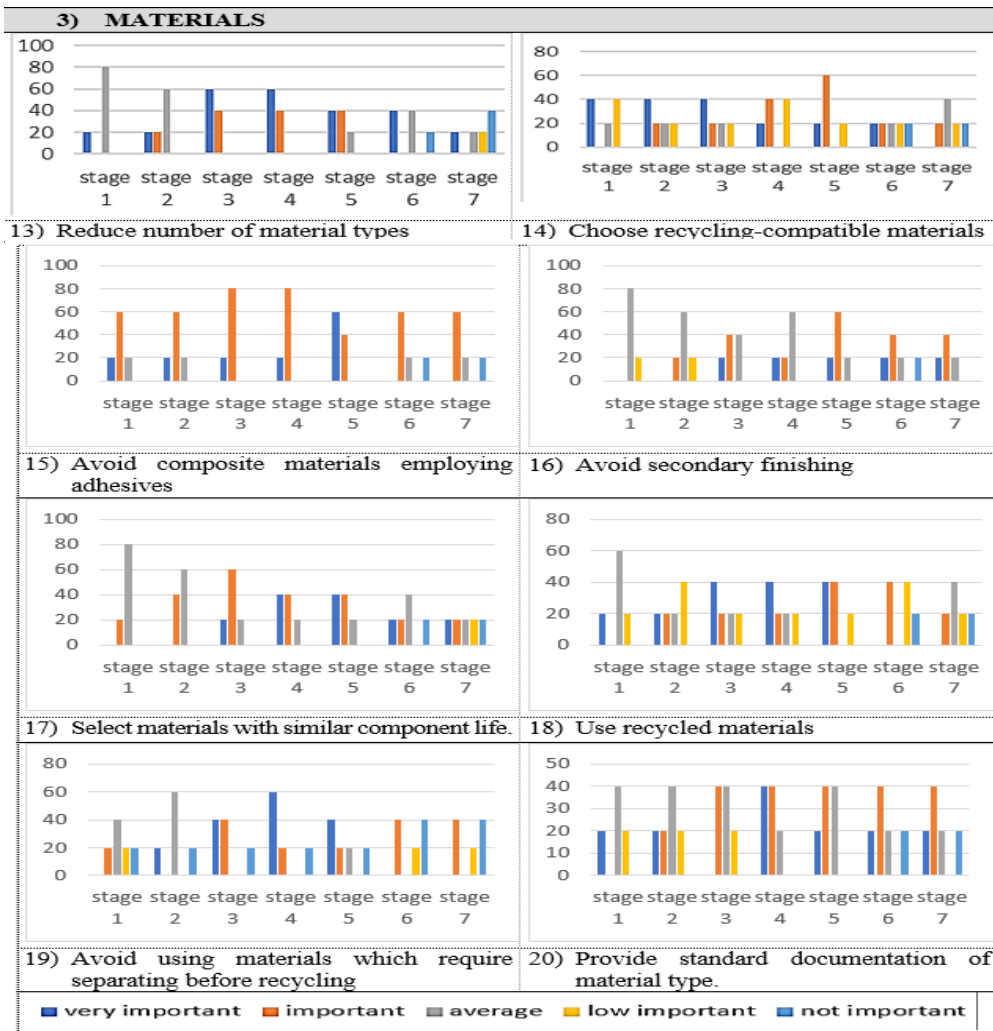 3) MATERIALS
100
80
60
40
20
0
stage 1 stage 2 stage 3 stage 4 stage 5 stage 6 stage 7
80
60
40
20
0
stage 1 stage 2 stage 3 stage 4 stage 5 stage 6 stage 7
13) Reduce number of material types
14) Choose recycling-compatible materials
100
80
60
40
20
0
stage 1 stage 2 stage 3 stage 4 stage 5 stage 6 stage 7
100
80
60
40
20
0
stage 1 stage 2 stage 3 stage 4 stage 5 stage 6 stage 7
15) Avoid composite materials employing
adhesives
16) Avoid secondary finishing
100
80
60
40
20
0
stage 1 stage 2 stage 3 stage 4 stage 5 stage 6 stage 7
80
60
40
20
0
stage 1 stage 2 stage 3 stage 4 stage 5 stage 6 stage 7
17) Select materials with similar component life.
18) Use recycled materials
80
60
40
20
0
stage 1 stage 2 stage 3 stage 4 stage 5 stage 6 stage 7
50
40
30
20
10
0
stage 1 stage 2 stage 3 stage 4 stage 5 stage 6 stage 7
19) Avoid using materials which require
separating before recycling
20) Provide standard documentation of
material type.
very important important average low important not important